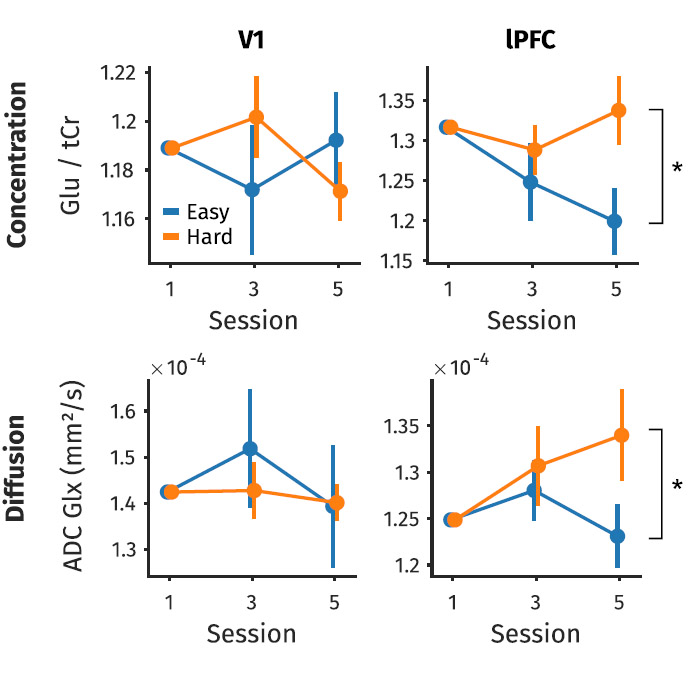 V1
lPFC
Concentration
Glu / tCr
1.22
1.2
1.18
1.16
Easy
Hard
1
3
5
Session
1.35
1.3
1.25
1.2
1.15
*
1
3
5
Session
Diffusion
ADC Glx (mm²/s)
×10⁻⁴
1.6
1.5
1.4
1.3
1
3
5
Session
×10⁻⁴
1.35
1.3
1.25
1.2
*
1
3
5
Session